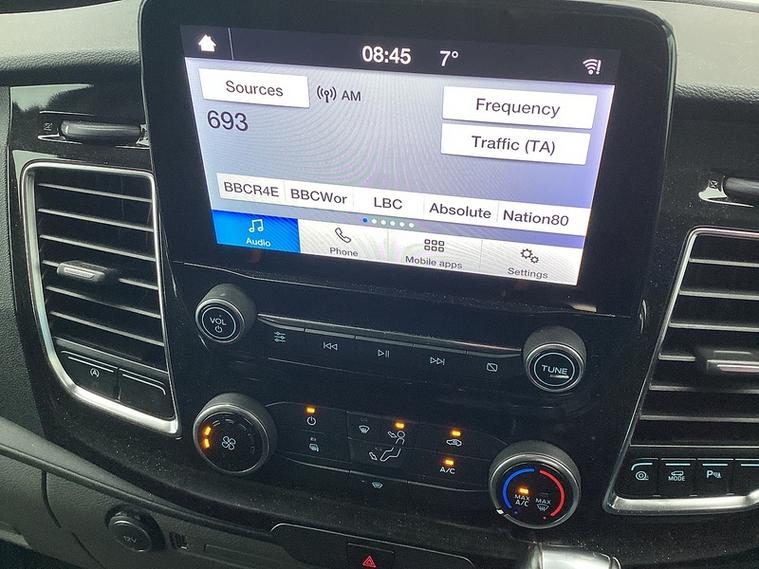 08:45 7°
Sources
AM
Frequency
693
Traffic (TA)
BBCR4E BBCWor LBC Absolute Nation80
Audio Phone Mobile apps Settings
VOL
TUNE
A/C
MAX A/C MAX
MODE
12V